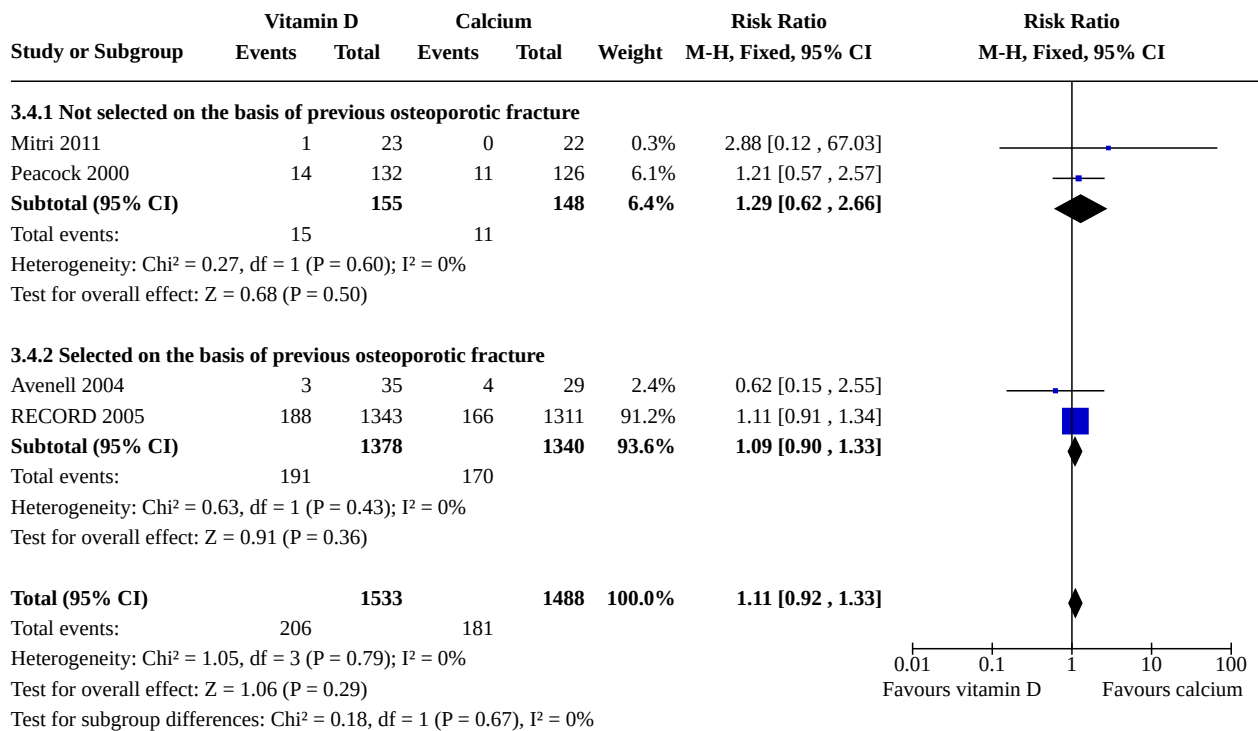 Vitamin D Calcium Risk Ratio Risk Ratio
Study or Subgroup Events Total Events Total Weight M-H, Fixed, 95% CI M-H, Fixed, 95% CI
3.4.1 Not selected on the basis of previous osteoporotic fracture
Mitri 2011 1 23 0 22 0.3% 2.88 [0.12 , 67.03]
Peacock 2000 14 132 11 126 6.1% 1.21 [0.57 , 2.57]
Subtotal (95% CI) 155 148 6.4% 1.29 [0.62 , 2.66]
Total events: 15 11
Heterogeneity: Chi² = 0.27, df = 1 (P = 0.60); I² = 0%
Test for overall effect: Z = 0.68 (P = 0.50)
3.4.2 Selected on the basis of previous osteoporotic fracture
Avenell 2004 3 35 4 29 2.4% 0.62 [0.15 , 2.55]
RECORD 2005 188 1343 166 1311 91.2% 1.11 [0.91 , 1.34]
Subtotal (95% CI) 1378 1340 93.6% 1.09 [0.90 , 1.33]
Total events: 191 170
Heterogeneity: Chi² = 0.63, df = 1 (P = 0.43); I² = 0%
Test for overall effect: Z = 0.91 (P = 0.36)
Total (95% CI) 1533 1488 100.0% 1.11 [0.92 , 1.33]
Total events: 206 181
Heterogeneity: Chi² = 1.05, df = 3 (P = 0.79); I² = 0%
0.01 0.1 1 10 100
Test for overall effect: Z = 1.06 (P = 0.29)
Favours vitamin D Favours calcium
Test for subgroup differences: Chi² = 0.18, df = 1 (P = 0.67), I² = 0%